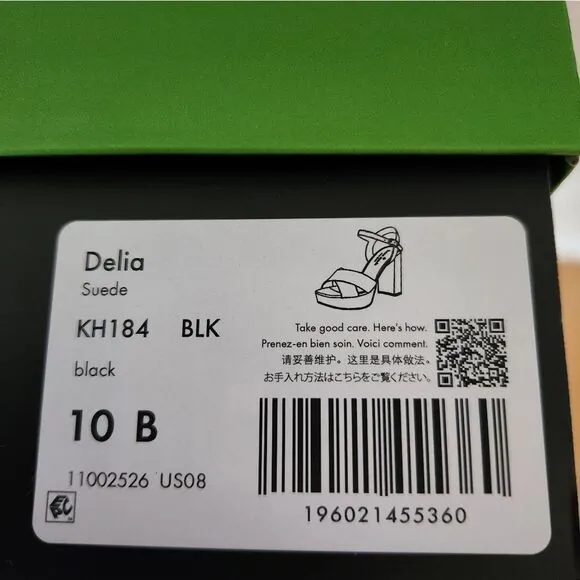 Delia
Suede
KH184 BLK
black
10 B
11002526 US08
Take good care. Here's how.
Prenez-en bien soin. Voici comment.
请妥善维护。这里是具体做法。
お手入れ方法はこちらをご覧ください。
196021455360